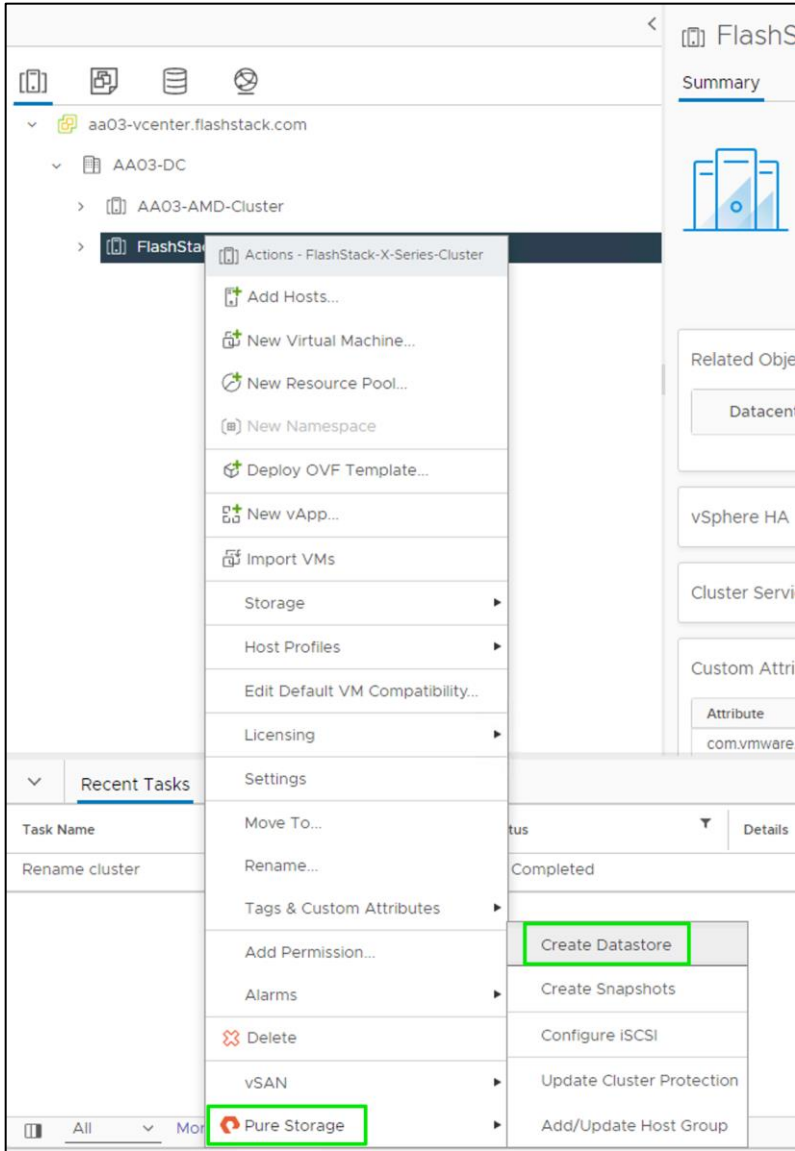 FlashS
Summary
aa03-vcenter.flashstack.com
AA03-DC
AA03-AMD-Cluster
FlashSta
Actions - FlashStack-X-Series-Cluster
Add Hosts...
New Virtual Machine...
New Resource Pool...
New Namespace
Deploy OVF Template...
New vApp...
Import VMs
Storage
Host Profiles
Edit Default VM Compatibility...
Licensing
Settings
Move To...
Rename...
Tags & Custom Attributes
Add Permission...
Alarms
Delete
vSAN
Pure Storage
Create Datastore
Create Snapshots
Configure iSCSI
Update Cluster Protection
Add/Update Host Group
Related Obje
Datacent
vSphere HA
Cluster Servi
Custom Attri
Attribute
com.vmware
Recent Tasks
Task Name
tus
Details
Rename cluster
Completed
All
Mor